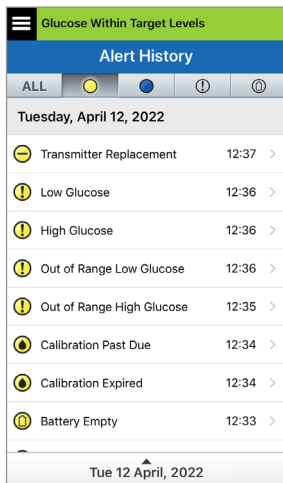 Glucose Within Target Levels
Alert History
ALL
Tuesday, April 12, 2022
Transmitter Replacement 12:37
Low Glucose 12:36
High Glucose 12:36
Out of Range Low Glucose 12:36
Out of Range High Glucose 12:35
Calibration Past Due 12:34
Calibration Expired 12:34
Battery Empty 12:33
Tue 12 April, 2022